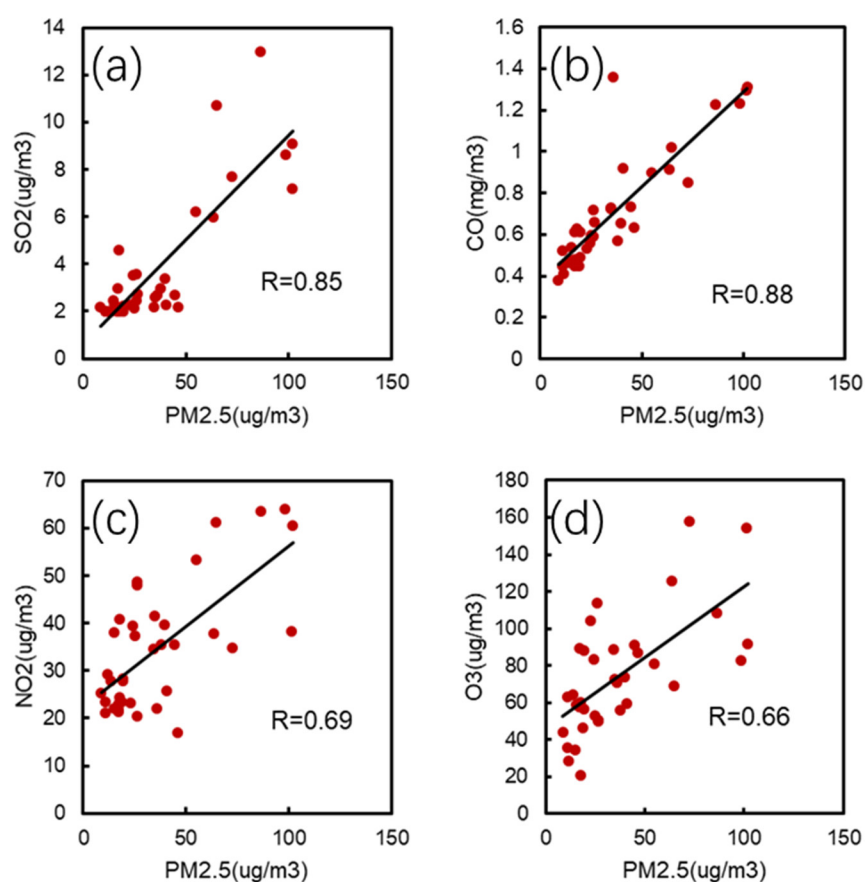 (a)
14
12
10
8
6
4
2
0
SO2(ug/m3)
R=0.85
0 50 100 150
PM2.5(ug/m3)
(b)
1.6
1.4
1.2
1
0.8
0.6
0.4
0.2
0
CO(mg/m3)
R=0.88
0 50 100 150
PM2.5(ug/m3)
(c)
70
60
50
40
30
20
10
0
NO2(ug/m3)
R=0.69
0 50 100 150
PM2.5(ug/m3)
(d)
180
160
140
120
100
80
60
40
20
0
O3(ug/m3)
R=0.66
0 50 100 150
PM2.5(ug/m3)